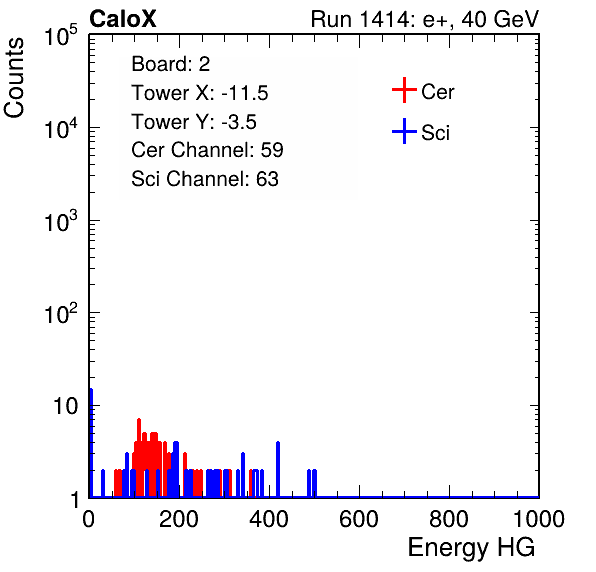 CaloX Run 1414: e+, 40 GeV
Counts
10^5
10^4
10^3
10^2
10
1
Board: 2
Tower X: -11.5
Tower Y: -3.5
Cer Channel: 59
Sci Channel: 63
Cer
Sci
0 200 400 600 800 1000
Energy HG